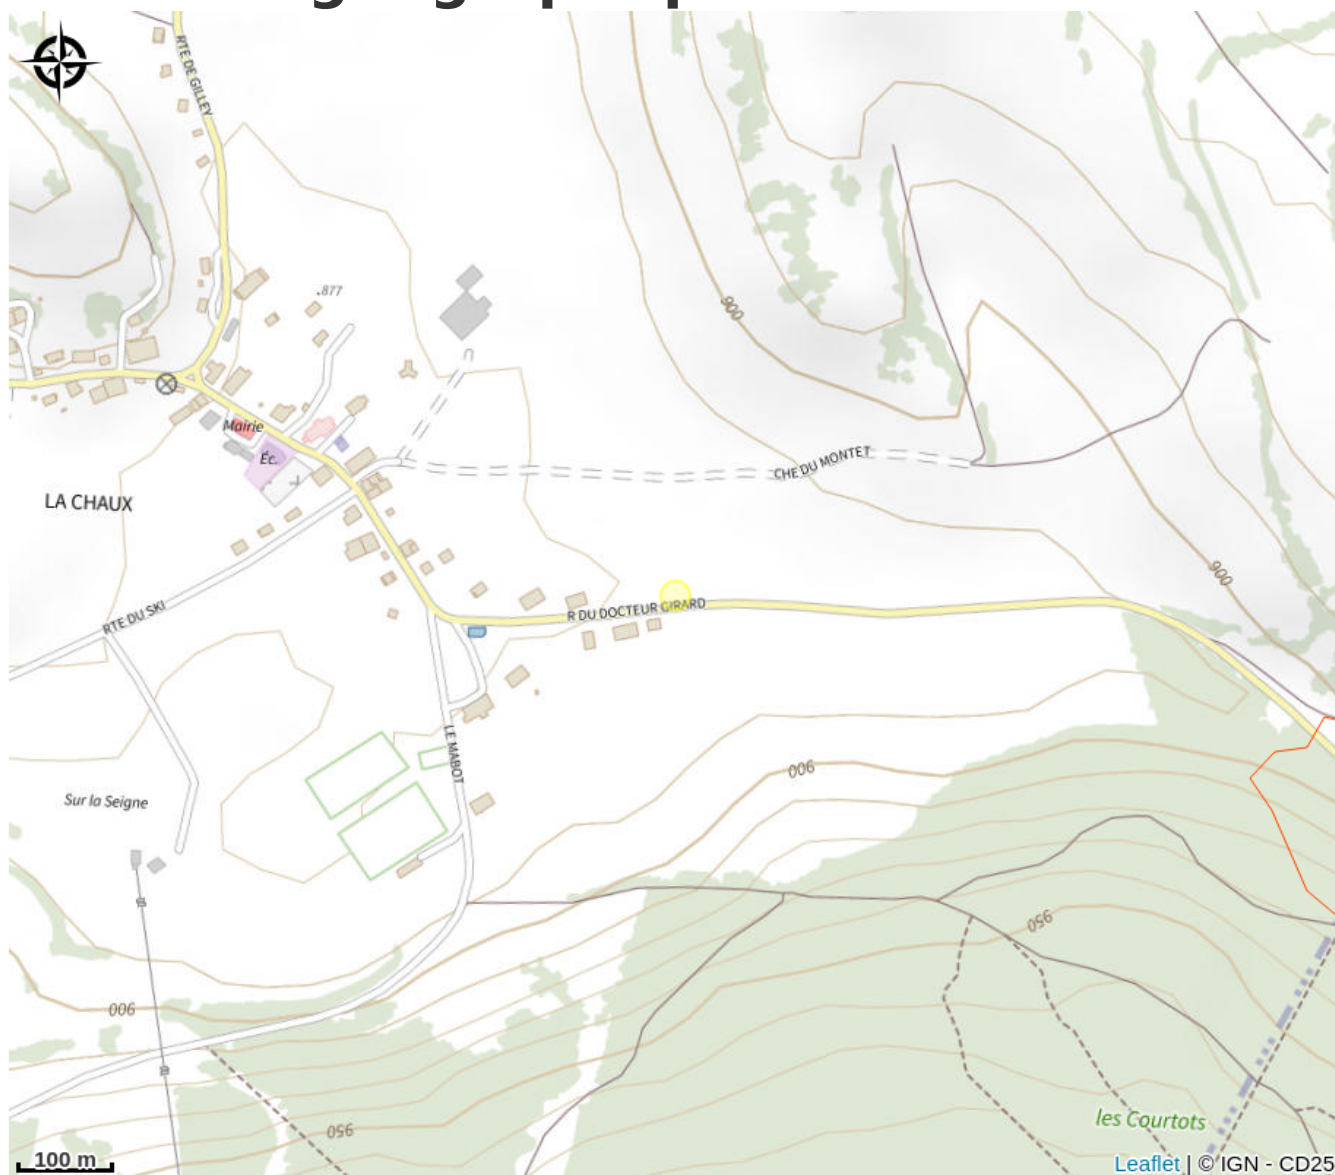 RTE DE GILLEY
.877
900
Mairie
Éc.
CHE DU MONTET
LA CHAUX
900
RTE DU SKI
R DU DOCTEUR GIRARD
LE MABOT
900
Sur la Seigne
950
900
les Courtots
950
100 m
Leaflet | © IGN - CD25